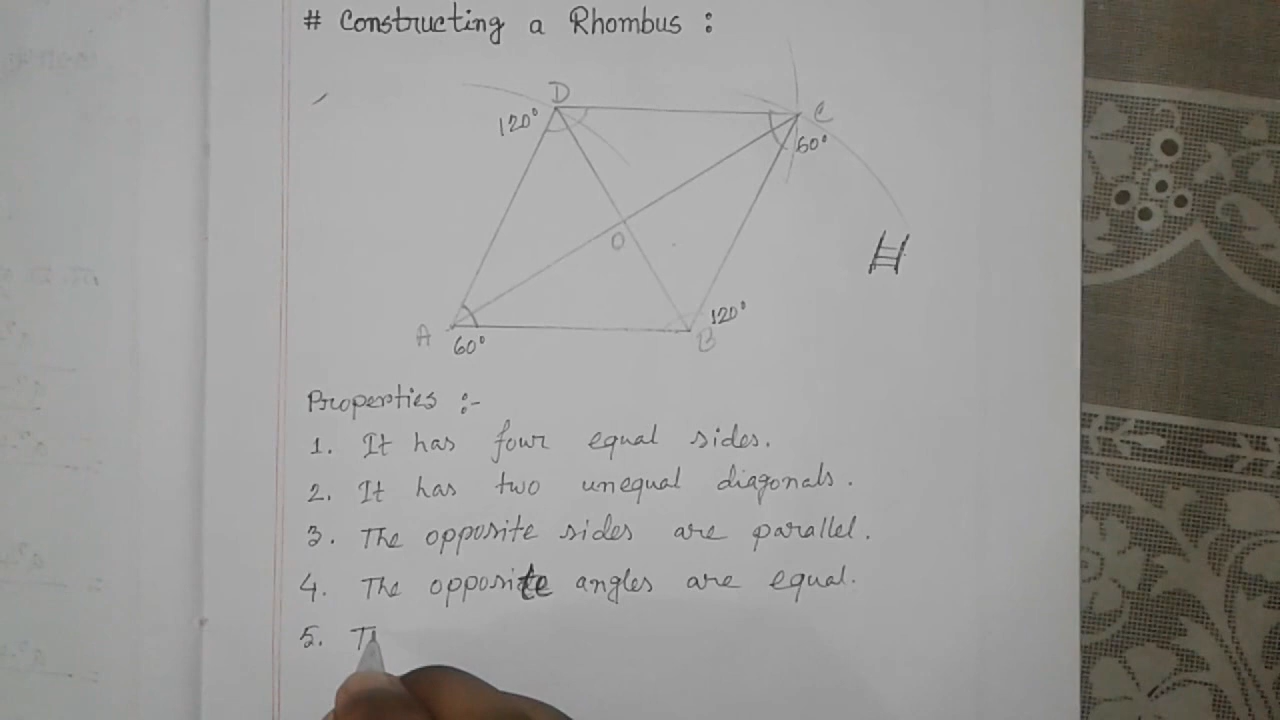 # Constructing a Rhombus :
D
120°
C
60°
O
A
60°
120°
B
Properties :-
1. It has four equal sides.
2. It has two unequal diagonals.
3. The opposite sides are parallel.
4. The opposite angles are equal.
5. Th